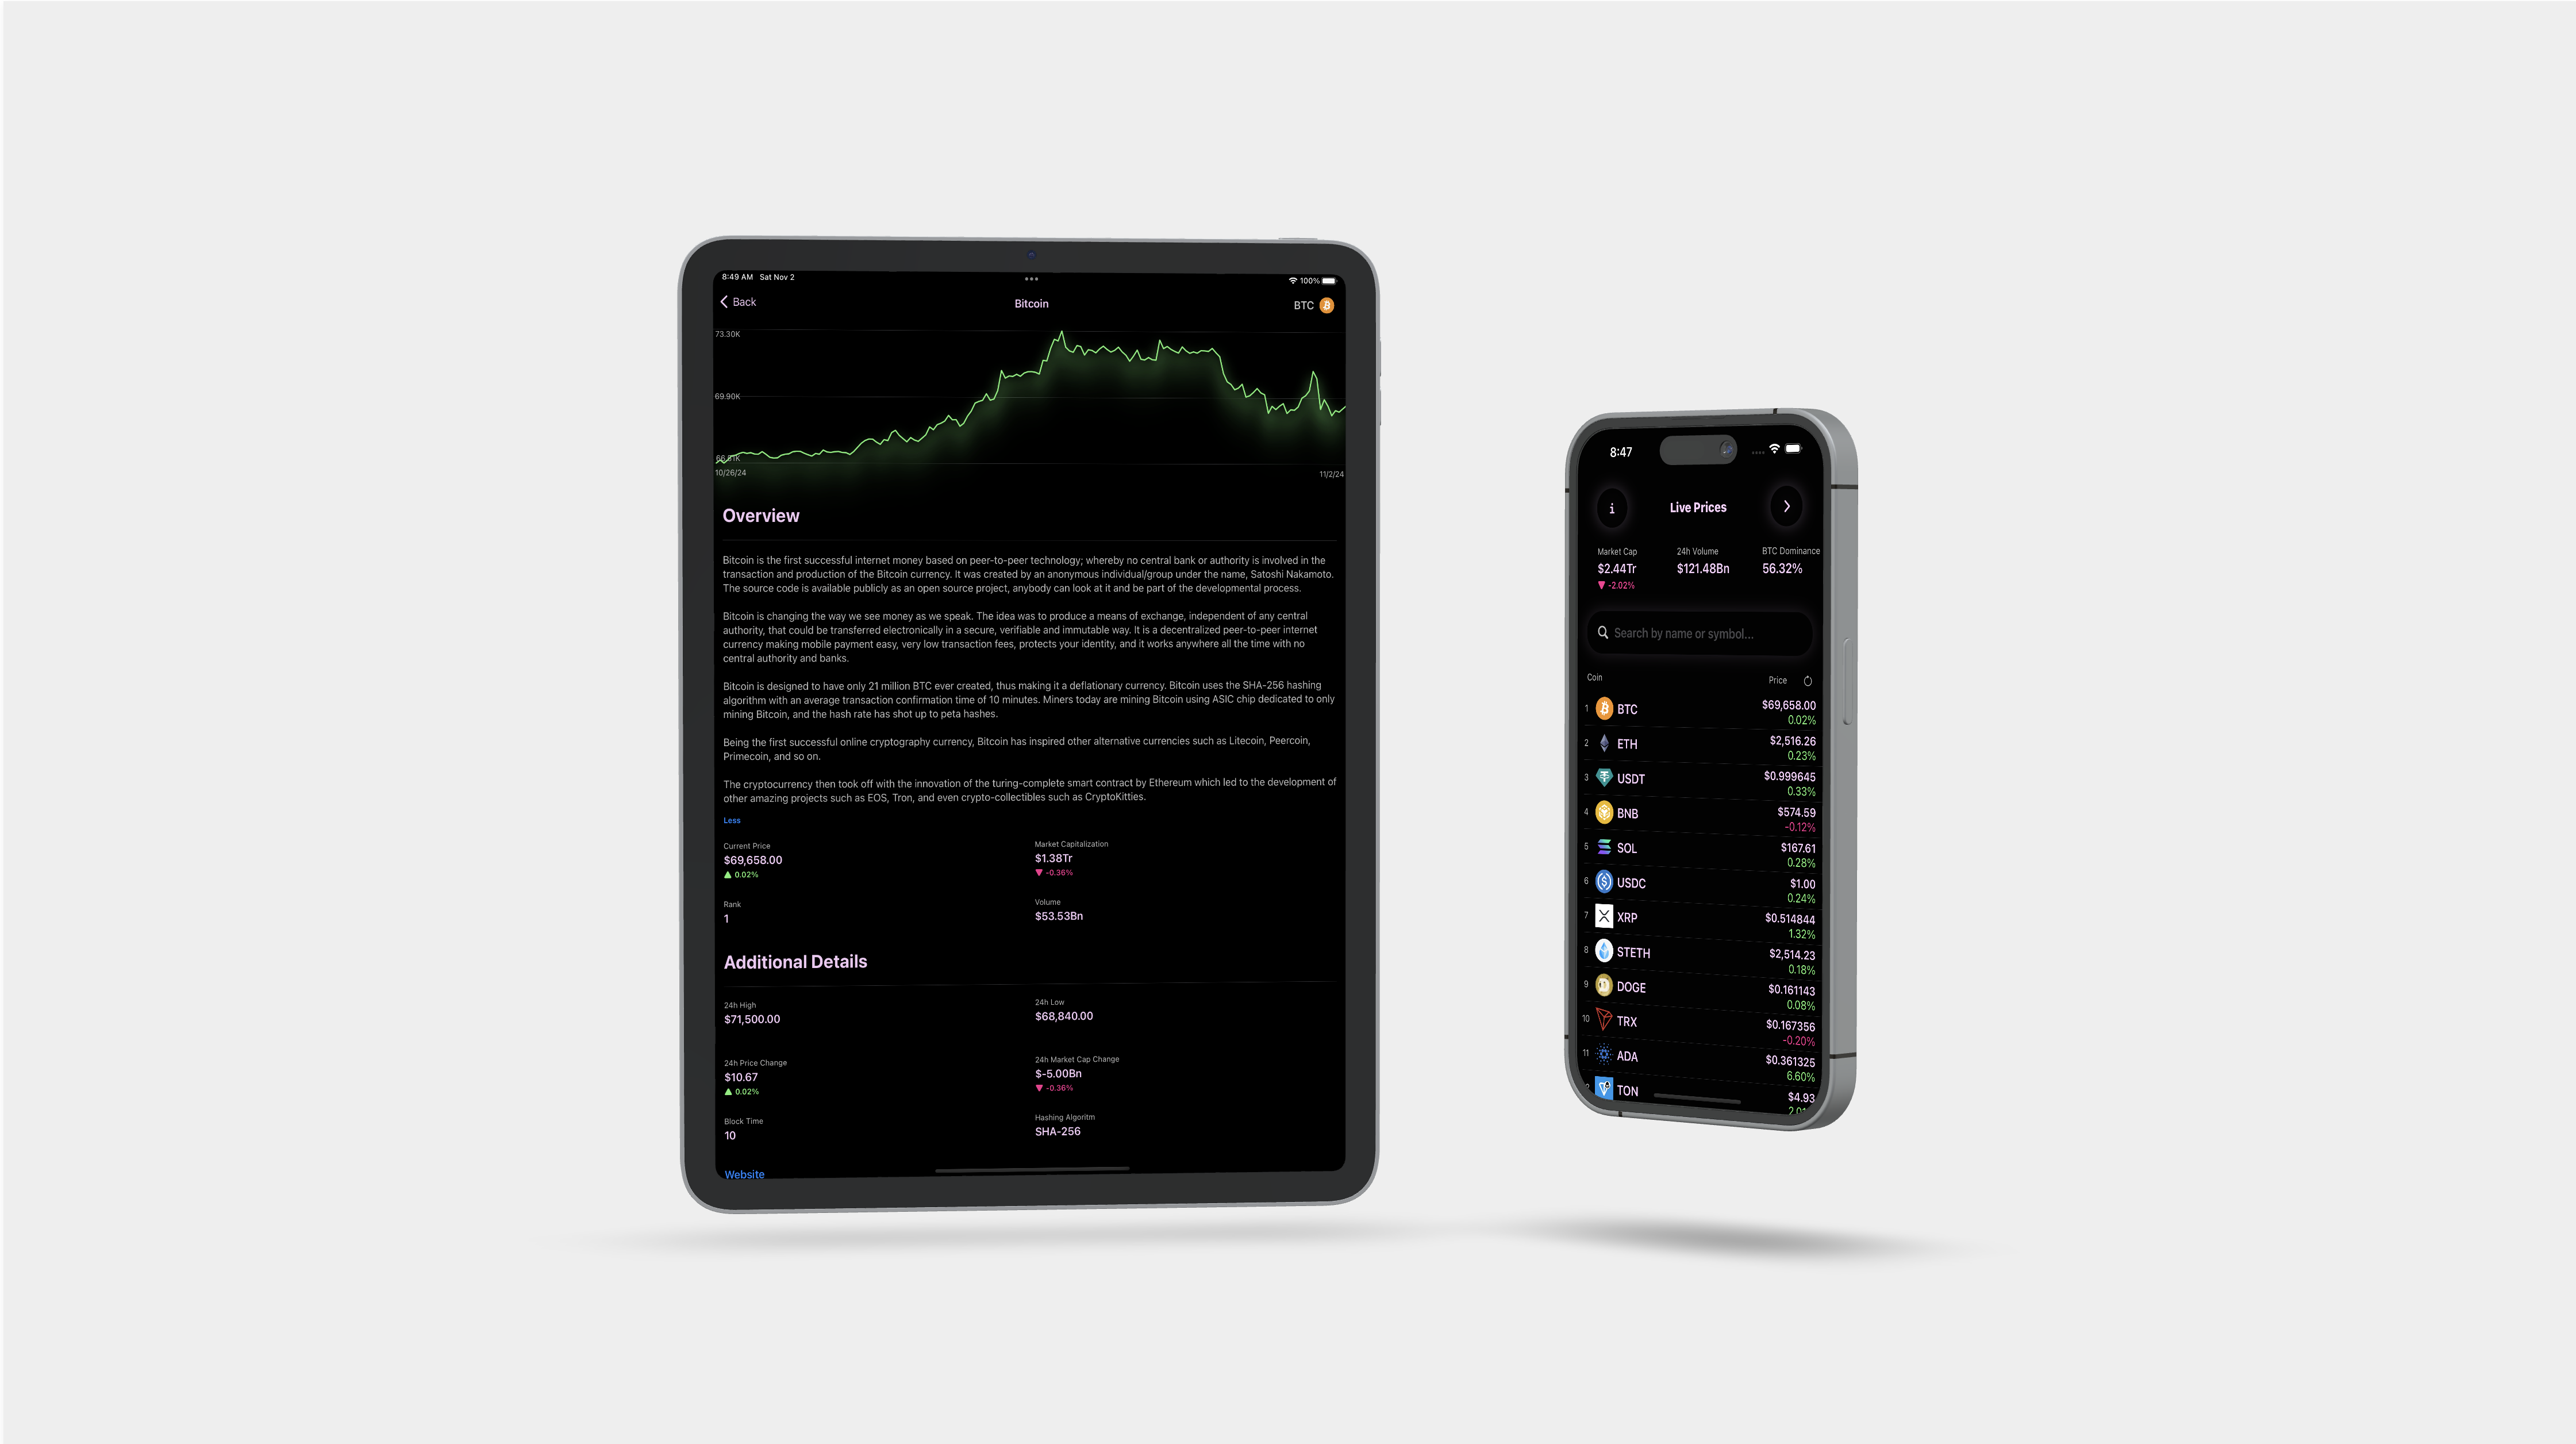 8:49 AM Sat Nov 2
100%
Back
Bitcoin
BTC
73.30K
69.90K
10/26/24
11/2/24
Overview
Bitcoin is the first successful internet money based on peer-to-peer technology; whereby no central bank or authority is involved in the
transaction and production of the Bitcoin currency. It was created by an anonymous individual/group under the name, Satoshi Nakamoto.
The source code is available publicly as an open source project, anybody can look at it and be part of the developmental process.
Bitcoin is changing the way we see money as we speak. The idea was to produce a means of exchange, independent of any central
authority, that could be transferred electronically in a secure, verifiable and immutable way. It is a decentralized peer-to-peer internet
currency making mobile payment easy, very low transaction fees, protects your identity, and it works anywhere all the time with no
central authority and banks.
Bitcoin is designed to have only 21 million BTC ever created, thus making it a deflationary currency. Bitcoin uses the SHA-256 hashing
algorithm with an average transaction confirmation time of 10 minutes. Miners today are mining Bitcoin using ASIC chip dedicated to only
mining Bitcoin, and the hash rate has shot up to peta hashes.
Being the first successful online cryptography currency, Bitcoin has inspired other alternative currencies such as Litecoin, Peercoin,
Primecoin, and so on.
The cryptocurrency then took off with the innovation of the turing-complete smart contract by Ethereum which led to the development of
other amazing projects such as EOS, Tron, and even crypto-collectibles such as CryptoKitties.
Less
Current Price
$69,658.00
0.02%
Market Capitalization
$1.38Tr
-0.36%
Rank
1
Volume
$53.53Bn
Additional Details
24h High
$71,500.00
24h Low
$68,840.00
24h Price Change
$10.67
0.02%
24h Market Cap Change
$-5.00Bn
-0.36%
Block Time
10
Hashing Algoritm
SHA-256
Website
8:47
i
Live Prices
Market Cap
$2.44Tr
-2.02%
24h Volume
$121.48Bn
BTC Dominance
56.32%
Search by name or symbol...
Coin
Price
1 BTC $69,658.00
0.02%
2 ETH $2,516.26
0.23%
3 USDT $0.999645
0.33%
4 BNB $574.59
-0.12%
5 SOL $167.61
0.28%
6 USDC $1.00
0.24%
7 XRP $0.514844
1.32%
8 STETH $2,514.23
0.18%
9 DOGE $0.161143
0.08%
10 TRX $0.167356
-0.20%
11 ADA $0.361325
6.60%
TON $4.93